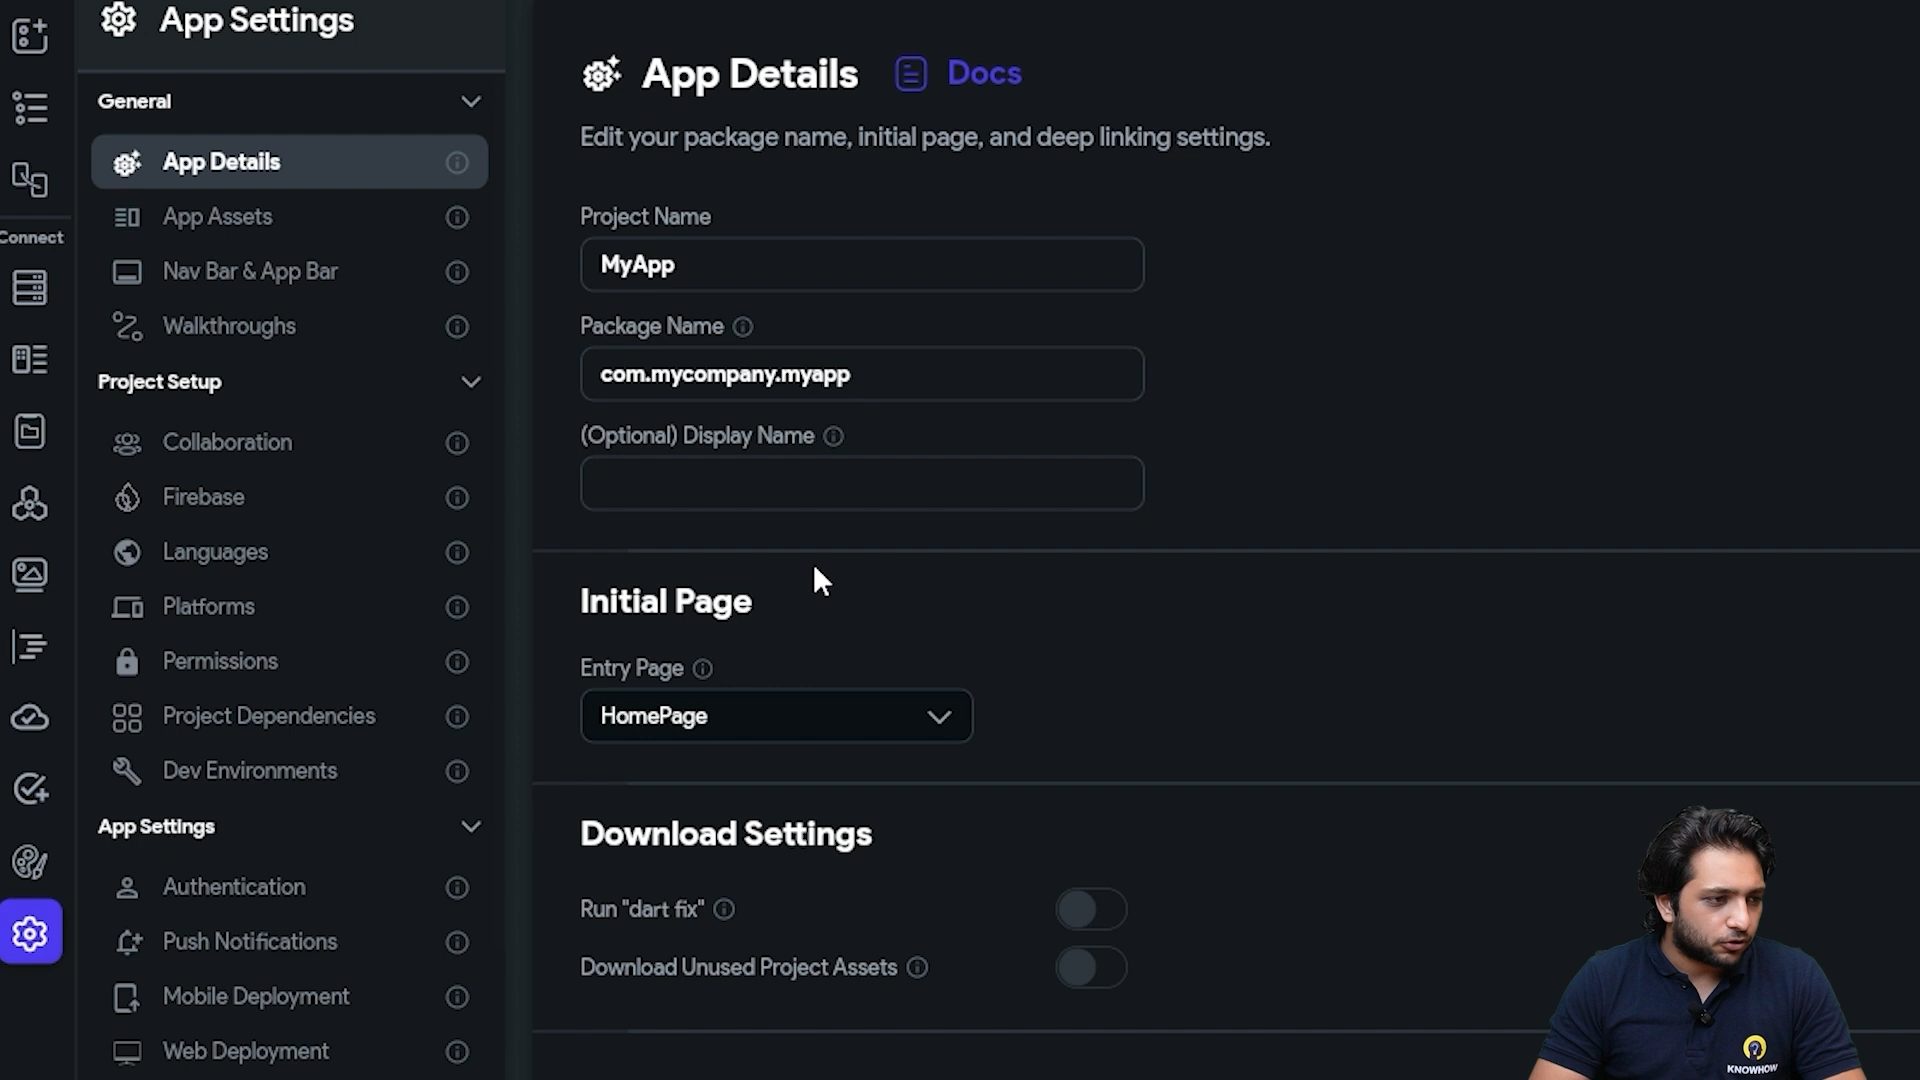 App Settings
General
App Details
App Assets
Nav Bar & App Bar
Walkthroughs
Project Setup
Collaboration
Firebase
Languages
Platforms
Permissions
Project Dependencies
Dev Environments
App Settings
Authentication
Push Notifications
Mobile Deployment
Web Deployment
Connect
App Details
Docs
Edit your package name, initial page, and deep linking settings.
Project Name
MyApp
Package Name
com.mycompany.myapp
(Optional) Display Name
Initial Page
Entry Page
HomePage
Download Settings
Run "dart fix"
Download Unused Project Assets
KNOWHOW